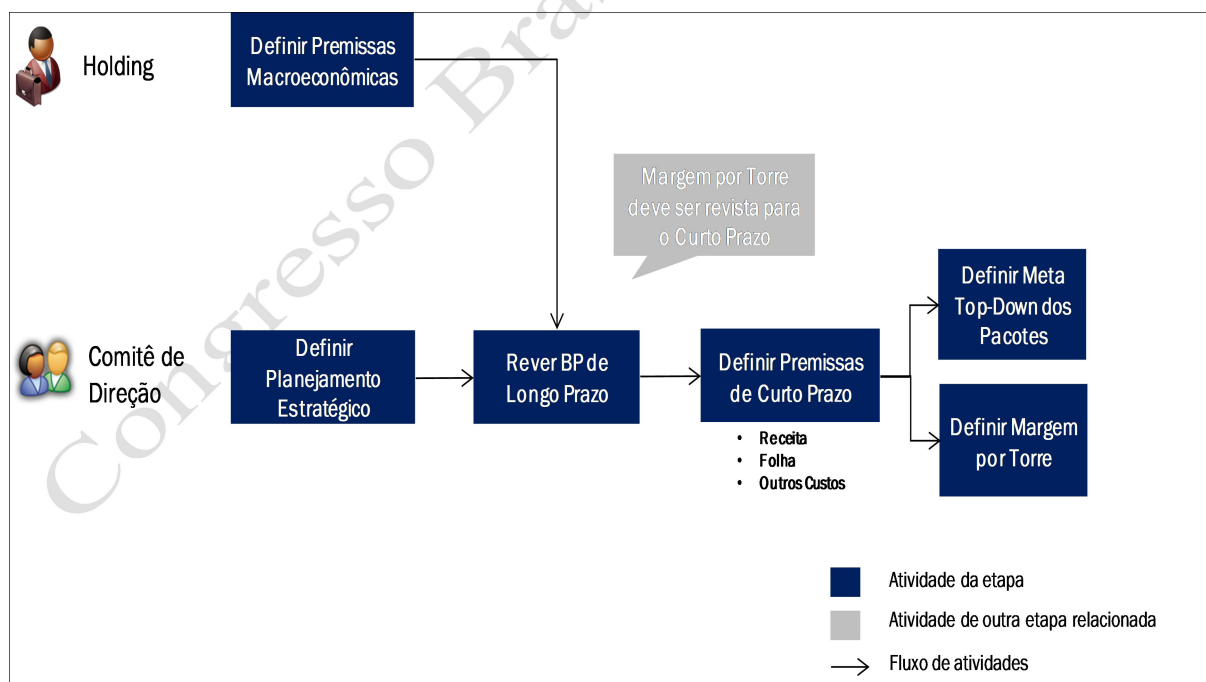 Holding
Definir Premissas
Macroeconômicas
Margem por Torre
deve ser revista para
o Curto Prazo
Comitê de
Direção
Definir
Planejamento
Estratégico
Rever BP de
Longo Prazo
Definir Premissas
de Curto Prazo
• Receita
• Folha
• Outros Custos
Definir Meta
Top-Down dos
Pacotes
Definir Margem
por Torre
Atividade da etapa
Atividade de outra etapa relacionada
Fluxo de atividades
Congresso Bras